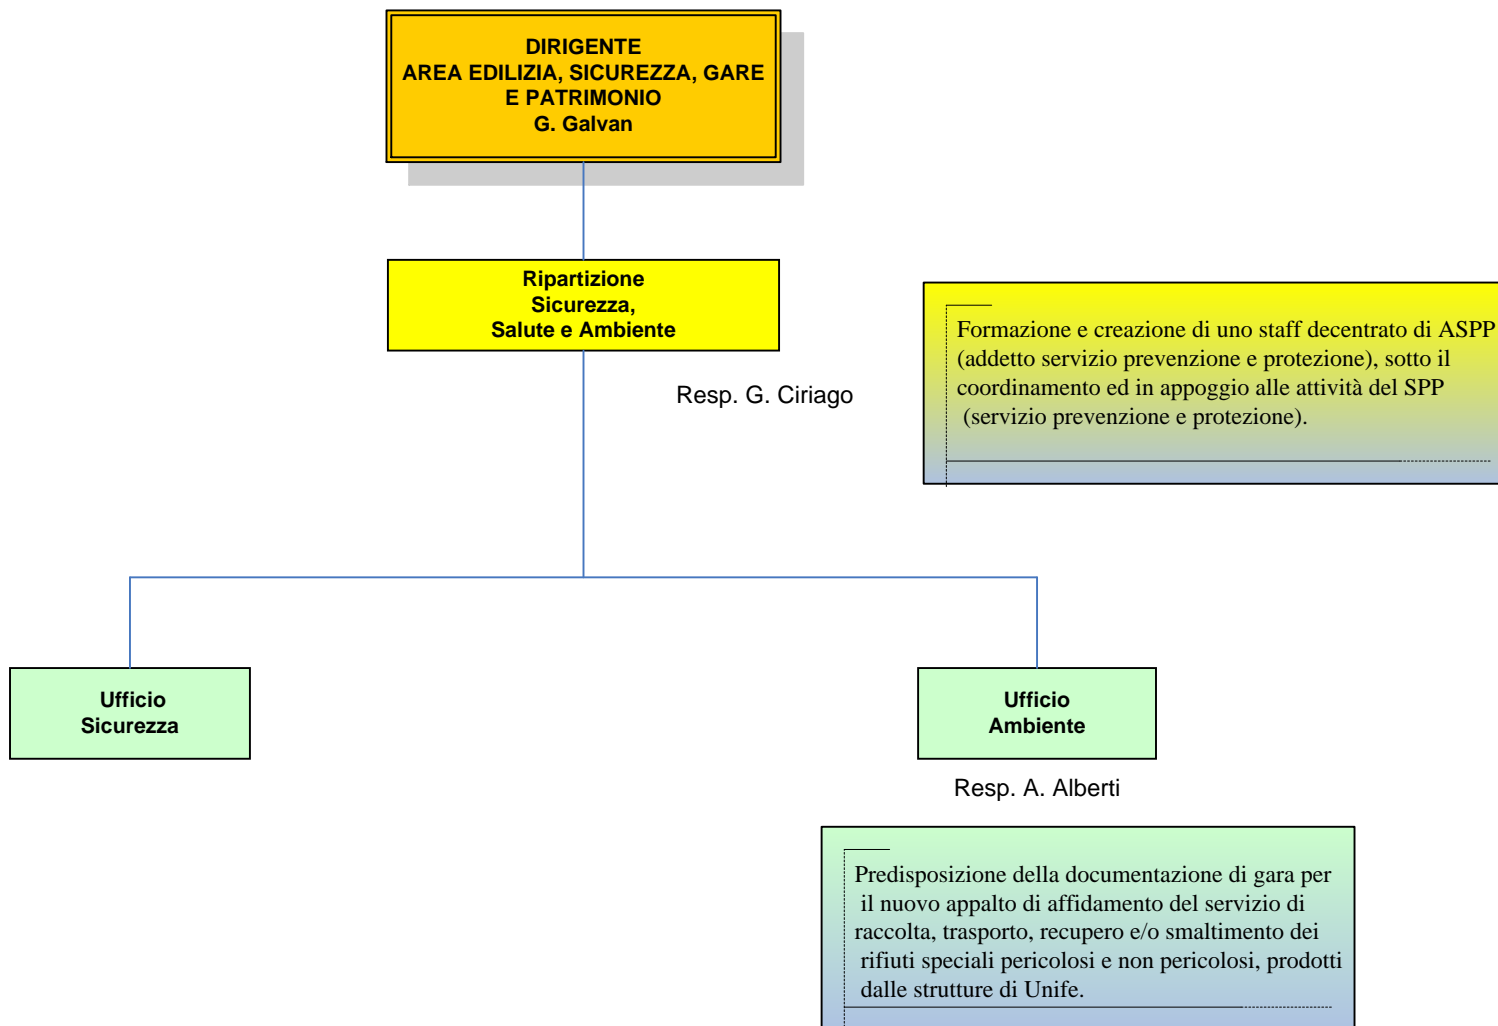 DIRIGENTE
AREA EDILIZIA, SICUREZZA, GARE
E PATRIMONIO
G. Galvan
Ripartizione
Sicurezza,
Salute e Ambiente
Resp. G. Ciriago
Formazione e creazione di uno staff decentrato di ASPP
(addetto servizio prevenzione e protezione), sotto il
coordinamento ed in appoggio alle attività del SPP
(servizio prevenzione e protezione).
Ufficio
Sicurezza
Ufficio
Ambiente
Resp. A. Alberti
Predisposizione della documentazione di gara per
il nuovo appalto di affidamento del servizio di
raccolta, trasporto, recupero e/o smaltimento dei
rifiuti speciali pericolosi e non pericolosi, prodotti
dalle strutture di Unife.